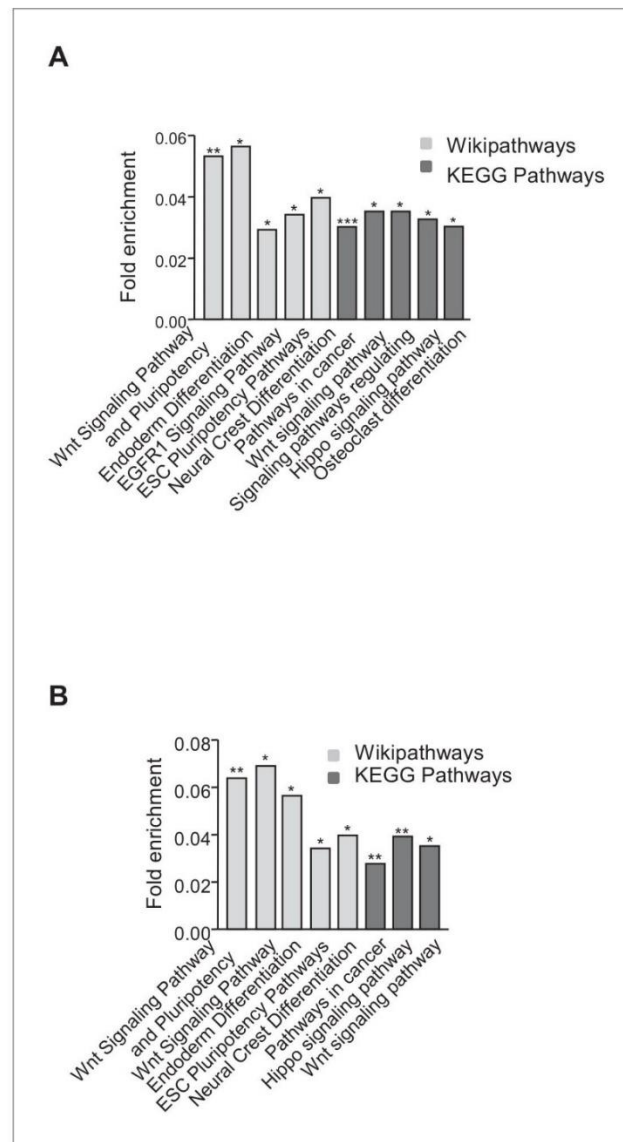 A
0.06
0.04
0.02
0.00
Fold enrichment
Wikipathways
KEGG Pathways
**
*
*
*
*
***
*
*
*
*
Wnt Signaling Pathway
and Pluripotency
Endoderm Differentiation
EGFR1 Signaling Pathway
ESC Pluripotency Pathways
Neural Crest Differentiation
Pathways in cancer
Wnt signaling pathway
Signaling pathways regulating
Hippo signaling pathway
Osteoclast differentiation
B
0.08
0.06
0.04
0.02
0.00
Fold enrichment
Wikipathways
KEGG Pathways
**
*
*
*
*
**
**
*
Wnt Signaling Pathway
and Pluripotency
Wnt Signaling Pathway
Endoderm Differentiation
ESC Pluripotency Pathways
Neural Crest Differentiation
Pathways in cancer
Hippo signaling pathway
Wnt signaling pathway